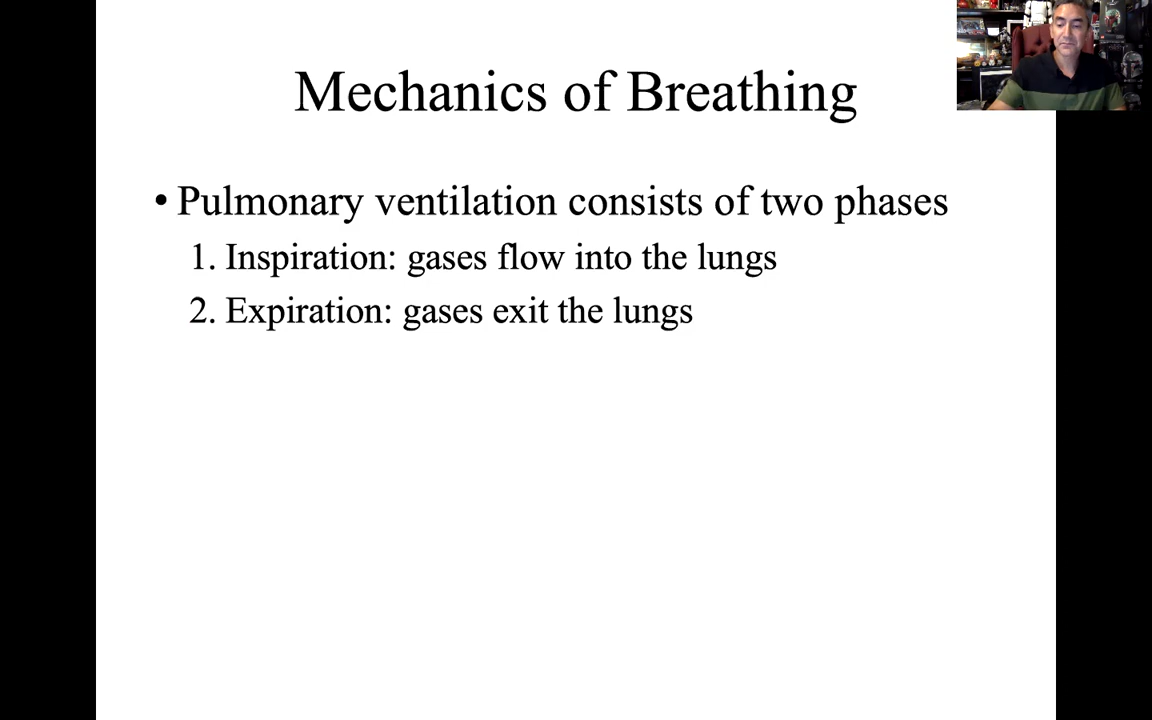 Mechanics of Breathing
• Pulmonary ventilation consists of two phases
1. Inspiration: gases flow into the lungs
2. Expiration: gases exit the lungs